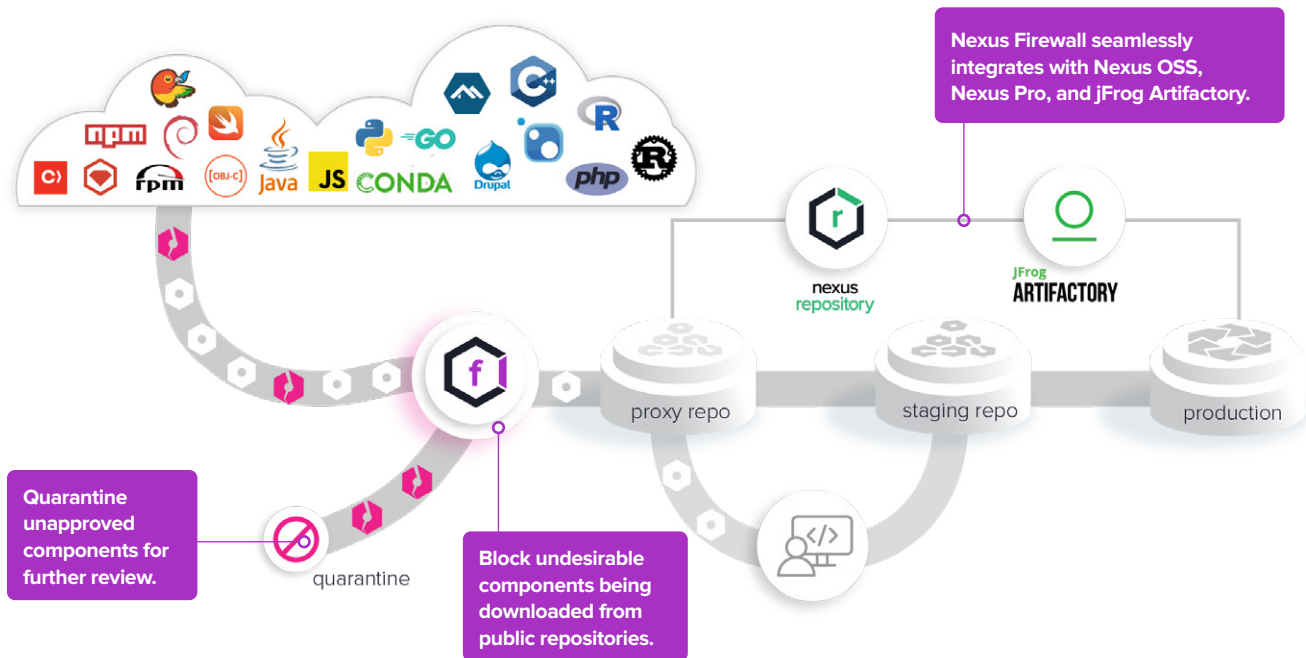 Nexus Firewall seamlessly
integrates with Nexus OSS,
Nexus Pro, and jFrog Artifactory.
C++
R
npm
GO
R
C
rpm
[OBJ-C]
Java
JS
CONDA
Drupal
php
r
nexus
repository
JFrog
ARTIFACTORY
f
proxy repo
staging repo
production
Quarantine
unapproved
components for
further review.
quarantine
Block undesirable
components being
downloaded from
public repositories.
</>